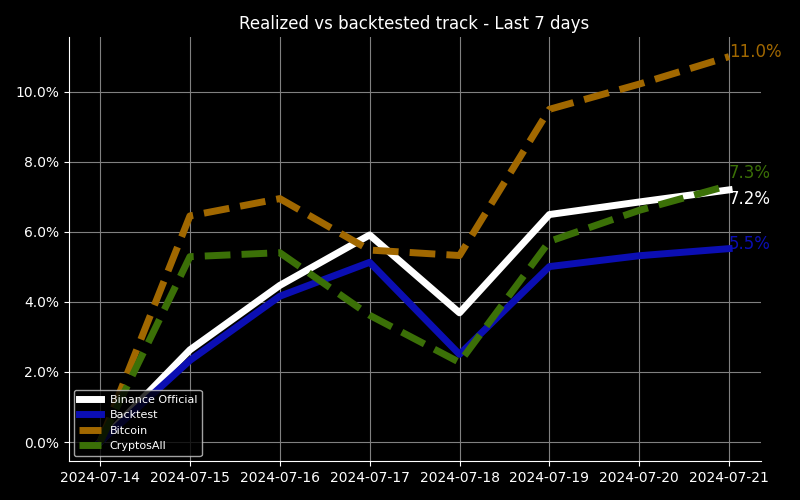 Realized vs backtested track - Last 7 days
11.0%
10.0%
8.0%
7.3%
7.2%
6.0%
5.5%
4.0%
2.0%
0.0%
Binance Official
Backtest
Bitcoin
CryptosAll
2024-07-14 2024-07-15 2024-07-16 2024-07-17 2024-07-18 2024-07-19 2024-07-20 2024-07-21